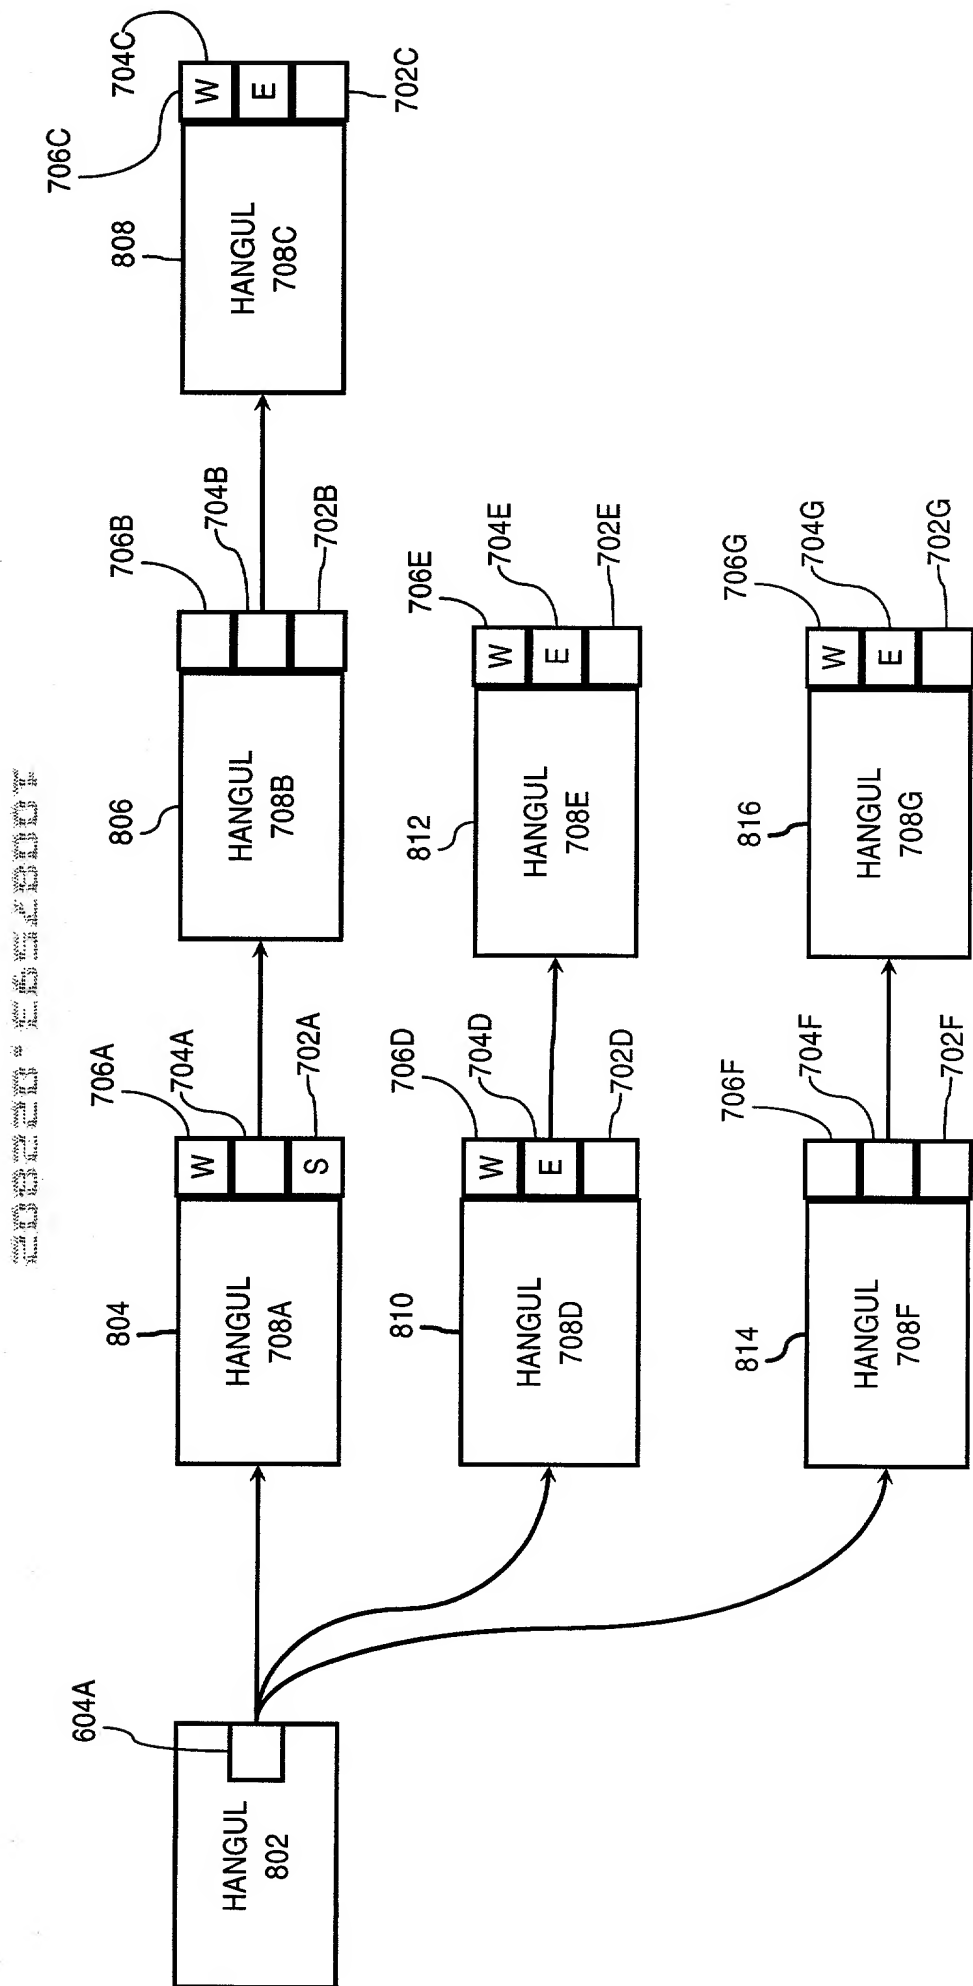 10087593.022802
604A
HANGUL
802
804
HANGUL
708A
706A
704A
702A
W
S
806
HANGUL
708B
706B
704B
702B
808
HANGUL
708C
706C
704C
702C
W
E
810
HANGUL
708D
706D
704D
702D
W
E
812
HANGUL
708E
706E
704E
702E
W
E
814
HANGUL
708F
706F
704F
702F
816
HANGUL
708G
706G
704G
702G
W
E